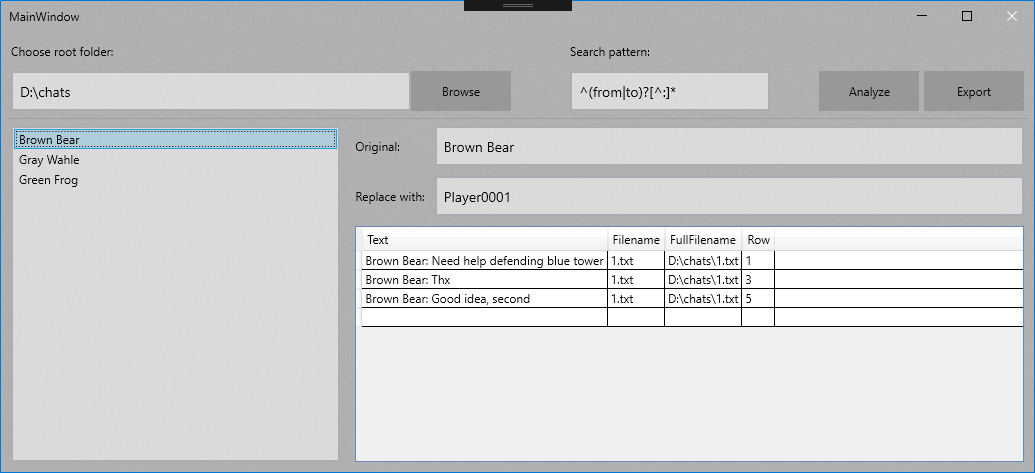 MainWindow
Choose root folder:
Search pattern:
D:\chats
Browse
^(from|to)?[^:]*
Analyze
Export
Brown Bear
Gray Wahle
Green Frog
Original:
Brown Bear
Replace with:
Player0001
Text Filename FullFilename Row
Brown Bear: Need help defending blue tower 1.txt D:\chats\1.txt 1
Brown Bear: Thx 1.txt D:\chats\1.txt 3
Brown Bear: Good idea, second 1.txt D:\chats\1.txt 5